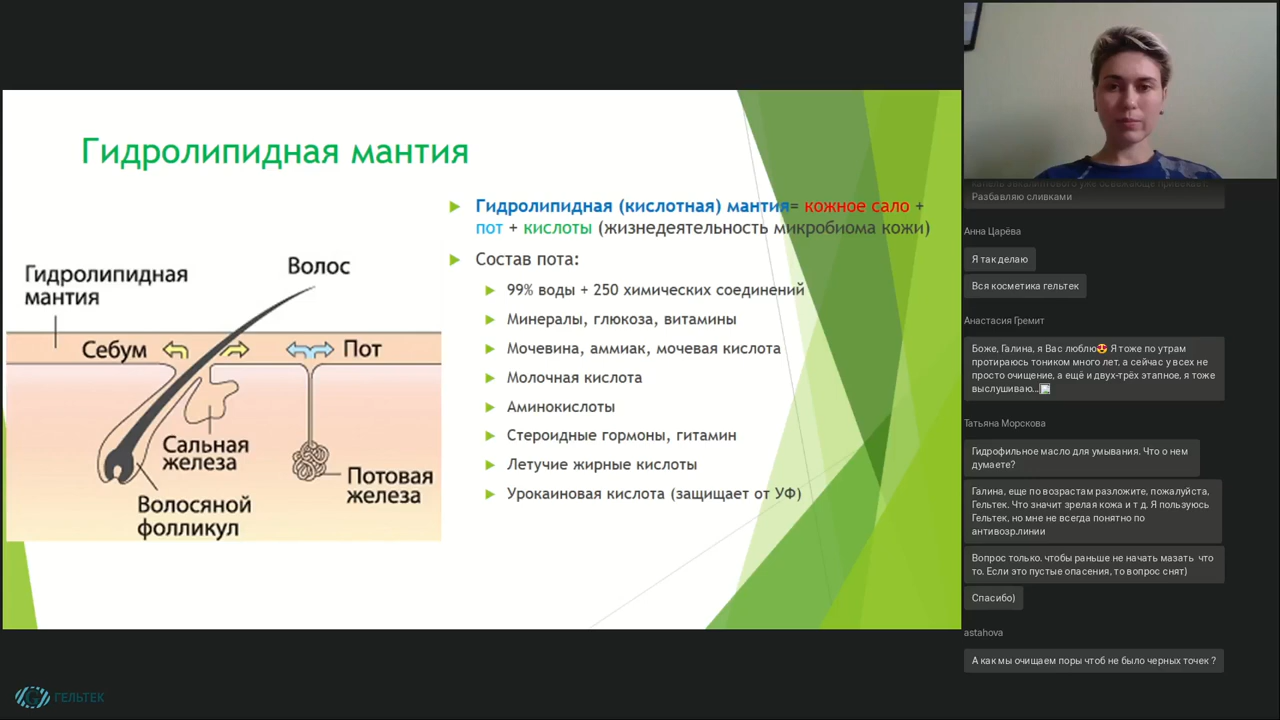 Гидролипидная мантия
Гидролипидная
мантия
Волос
Себум
Пот
Сальная
железа
Потовая
железа
Волосяной
фолликул
Гидролипидная (кислотная) мантия= кожное сало +
пот + кислоты (жизнедеятельность микробиома кожи)
Состав пота:
99% воды + 250 химических соединений
Минералы, глюкоза, витамины
Мочевина, аммиак, мочевая кислота
Молочная кислота
Аминокислоты
Стероидные гормоны, гитамин
Летучие жирные кислоты
Урокаиновая кислота (защищает от УФ)
ГЕЛЬТЕК
Разбавляю сливками
Анна Царёва
Я так делаю
Вся косметика гельтек
Анастасия Гремит
Боже, Галина, я Вас люблю😍 Я тоже по утрам
протираюсь тоником много лет, а сейчас у всех не
просто очищение, а ещё и двух-трёх этапное, я тоже
выслушиваю...
Татьяна Морскова
Гидрофильное масло для умывания. Что о нем
думаете?
Галина, еще по возрастам разложите, пожалуйста,
Гельтек. Что значит зрелая кожа и т д. Я пользуюсь
Гельтек, но мне не всегда понятно по
антивозр.линии
Вопрос только. чтобы раньше не начать мазать что
то. Если это пустые опасения, то вопрос снят)
Спасибо)
astahova
А как мы очищаем поры чтоб не было черных точек ?